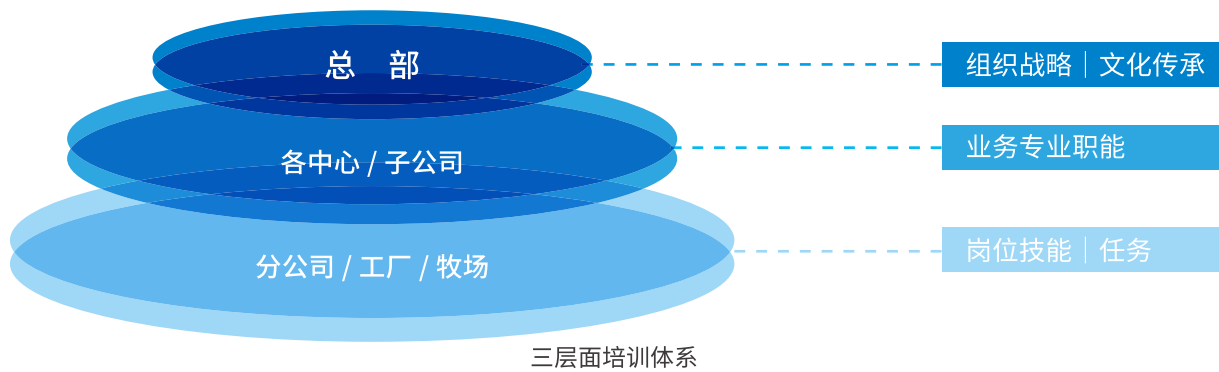 总 部
组织战略｜文化传承
各中心 / 子公司
业务专业职能
分公司 / 工厂 / 牧场
岗位技能｜任务
三层面培训体系